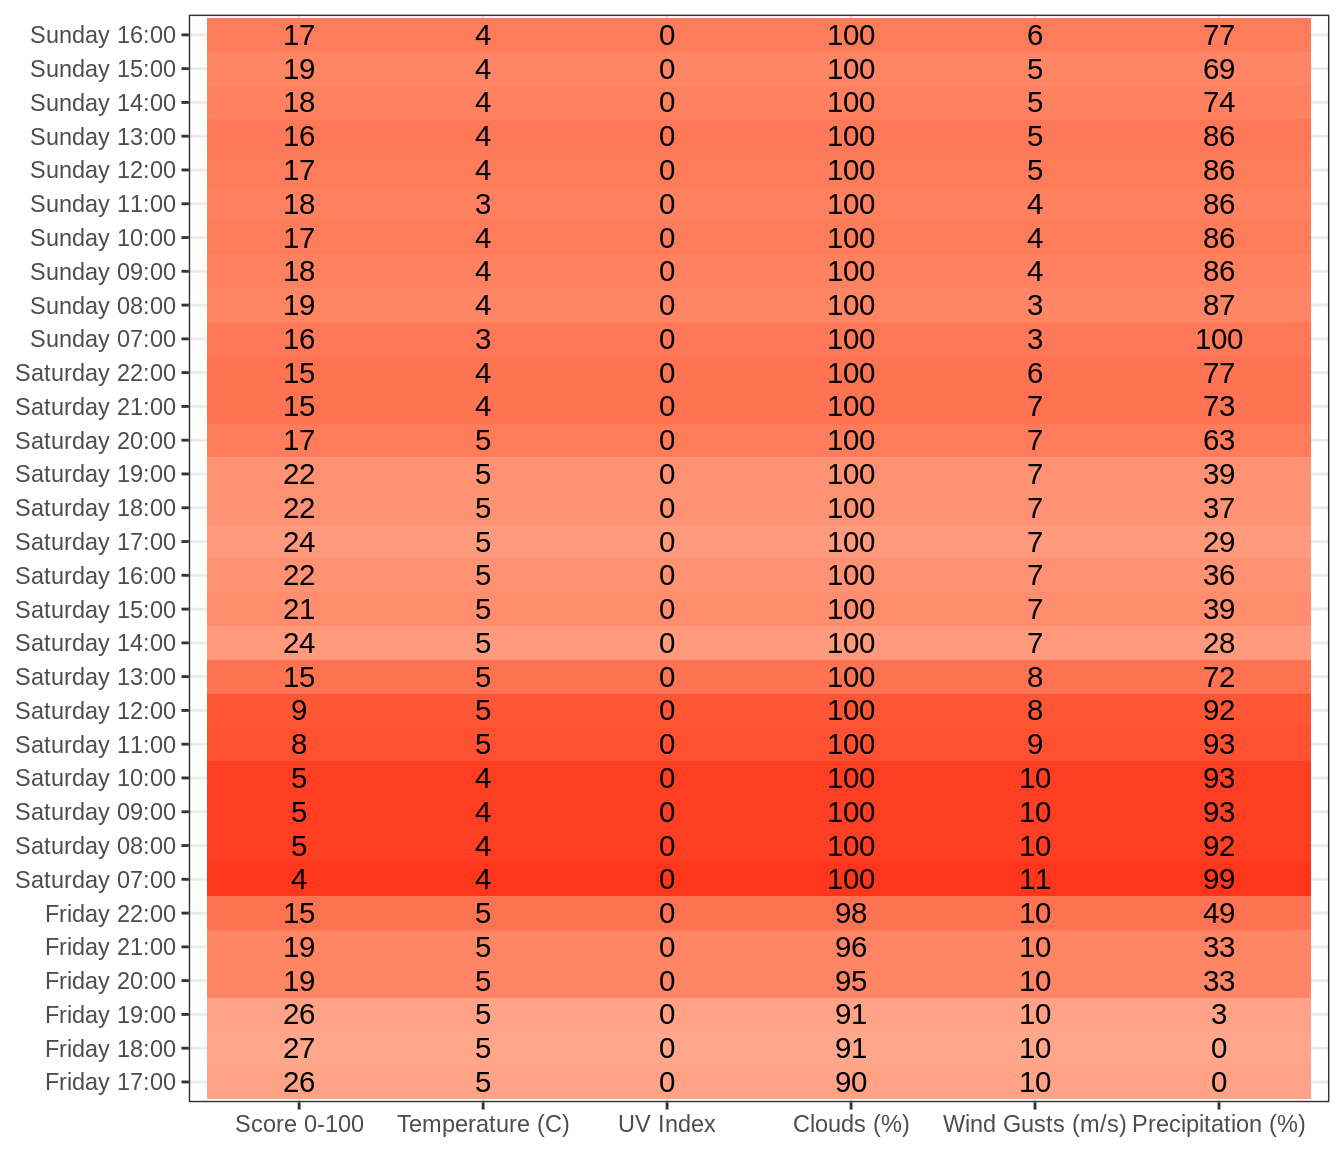 Sunday 16:00 17 4 0 100 6 77
Sunday 15:00 19 4 0 100 5 69
Sunday 14:00 18 4 0 100 5 74
Sunday 13:00 16 4 0 100 5 86
Sunday 12:00 17 4 0 100 5 86
Sunday 11:00 18 3 0 100 4 86
Sunday 10:00 17 4 0 100 4 86
Sunday 09:00 18 4 0 100 4 86
Sunday 08:00 19 4 0 100 3 87
Sunday 07:00 16 3 0 100 3 100
Saturday 22:00 15 4 0 100 6 77
Saturday 21:00 15 4 0 100 7 73
Saturday 20:00 17 5 0 100 7 63
Saturday 19:00 22 5 0 100 7 39
Saturday 18:00 22 5 0 100 7 37
Saturday 17:00 24 5 0 100 7 29
Saturday 16:00 22 5 0 100 7 36
Saturday 15:00 21 5 0 100 7 39
Saturday 14:00 24 5 0 100 7 28
Saturday 13:00 15 5 0 100 8 72
Saturday 12:00 9 5 0 100 8 92
Saturday 11:00 8 5 0 100 9 93
Saturday 10:00 5 4 0 100 10 93
Saturday 09:00 5 4 0 100 10 93
Saturday 08:00 5 4 0 100 10 92
Saturday 07:00 4 4 0 100 11 99
Friday 22:00 15 5 0 98 10 49
Friday 21:00 19 5 0 96 10 33
Friday 20:00 19 5 0 95 10 33
Friday 19:00 26 5 0 91 10 3
Friday 18:00 27 5 0 91 10 0
Friday 17:00 26 5 0 90 10 0
Score 0-100 Temperature (C) UV Index Clouds (%) Wind Gusts (m/s) Precipitation (%)